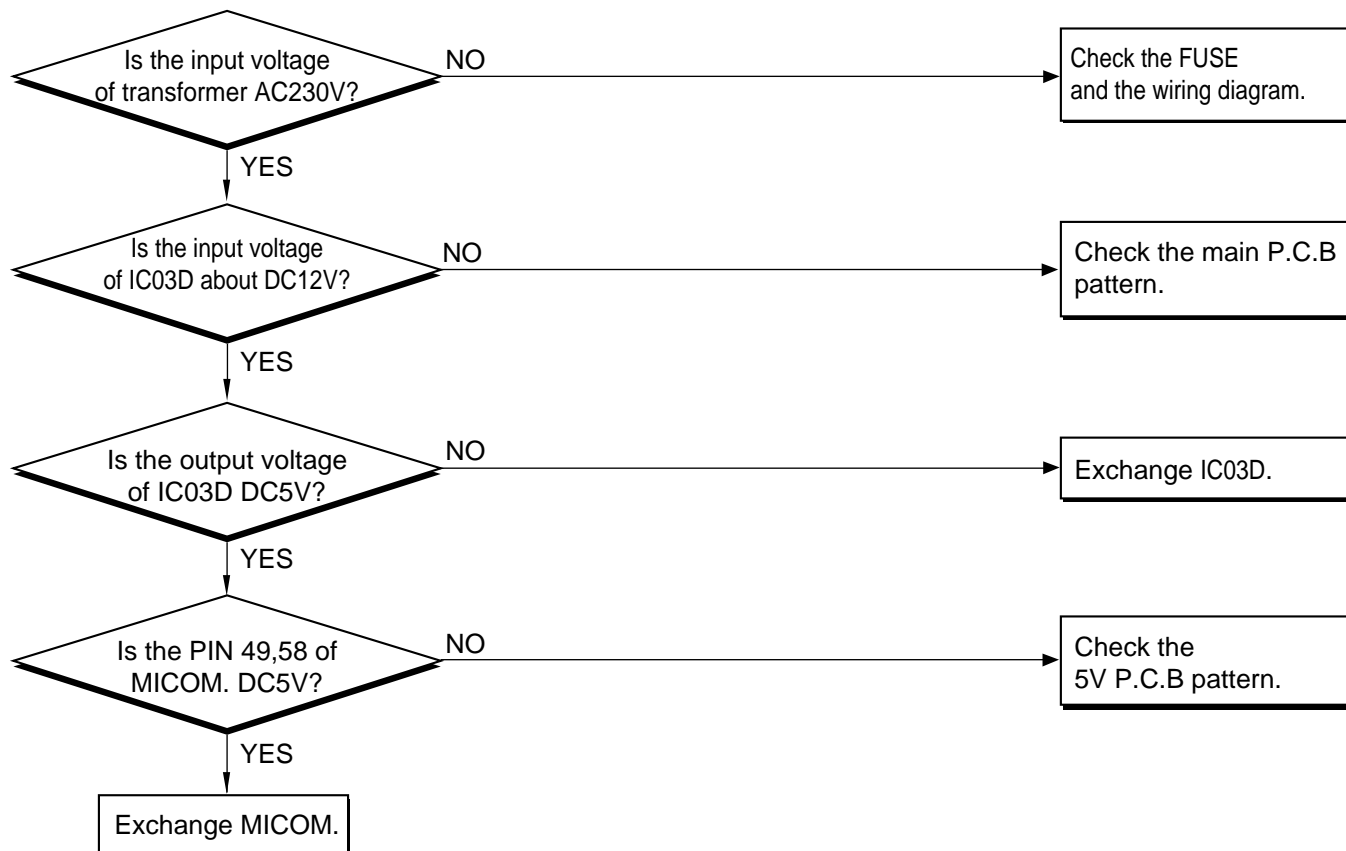 Is the input voltage
of transformer AC230V?
NO
Check the FUSE
and the wiring diagram.
YES
Is the input voltage
of IC03D about DC12V?
NO
Check the main P.C.B
pattern.
YES
Is the output voltage
of IC03D DC5V?
NO
Exchange IC03D.
YES
Is the PIN 49,58 of
MICOM. DC5V?
NO
Check the
5V P.C.B pattern.
YES
Exchange MICOM.